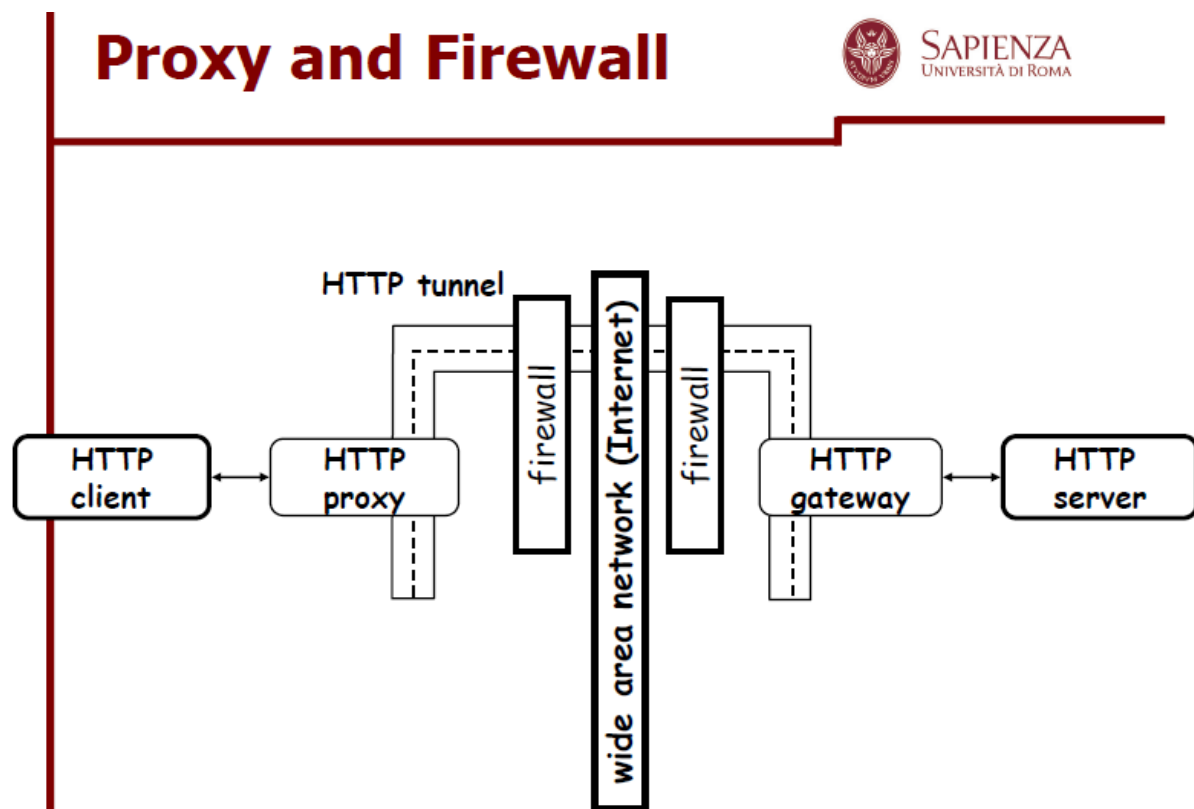 Proxy and Firewall
SAPIENZA
UNIVERSITÀ DI ROMA
HTTP tunnel
HTTP
client
HTTP
proxy
firewall
wide area network (Internet)
firewall
HTTP
gateway
HTTP
server